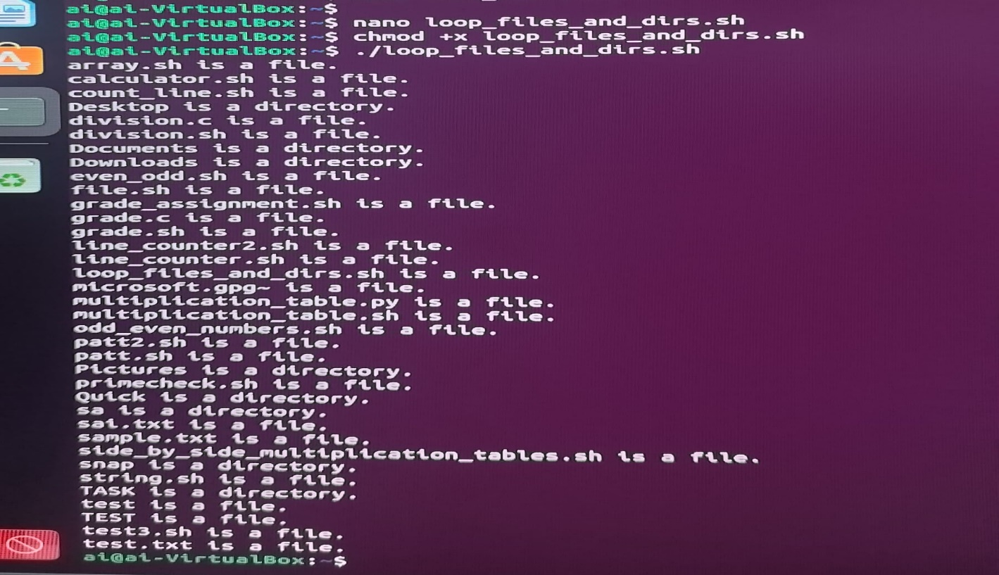 ai@ai-VirtualBox:~$
ai@ai-VirtualBox:~$ nano loop_files_and_dirs.sh
ai@ai-VirtualBox:~$ chmod +x loop_files_and_dirs.sh
ai@ai-VirtualBox:~$ ./loop_files_and_dirs.sh
array.sh is a file.
calculator.sh is a file.
count_line.sh is a file.
Desktop is a directory.
division.c is a file.
division.sh is a file.
Documents is a directory.
Downloads is a directory.
even_odd.sh is a file.
file.sh is a file.
grade_assignment.sh is a file.
grade.c is a file.
grade.sh is a file.
line_counter2.sh is a file.
line_counter.sh is a file.
loop_files_and_dirs.sh is a file.
microsoft.gpg~ is a file.
multiplication_table.py is a file.
multiplication_table.sh is a file.
odd_even_numbers.sh is a file.
patt2.sh is a file.
patt.sh is a file.
Pictures is a directory.
primecheck.sh is a file.
Quick is a directory.
sa is a directory.
sai.txt is a file.
sample.txt is a file.
side_by_side_multiplication_tables.sh is a file.
snap is a directory.
string.sh is a file.
TASK is a directory.
test is a file.
TEST is a file.
test3.sh is a file.
test.txt is a file.
ai@ai-VirtualBox:~$